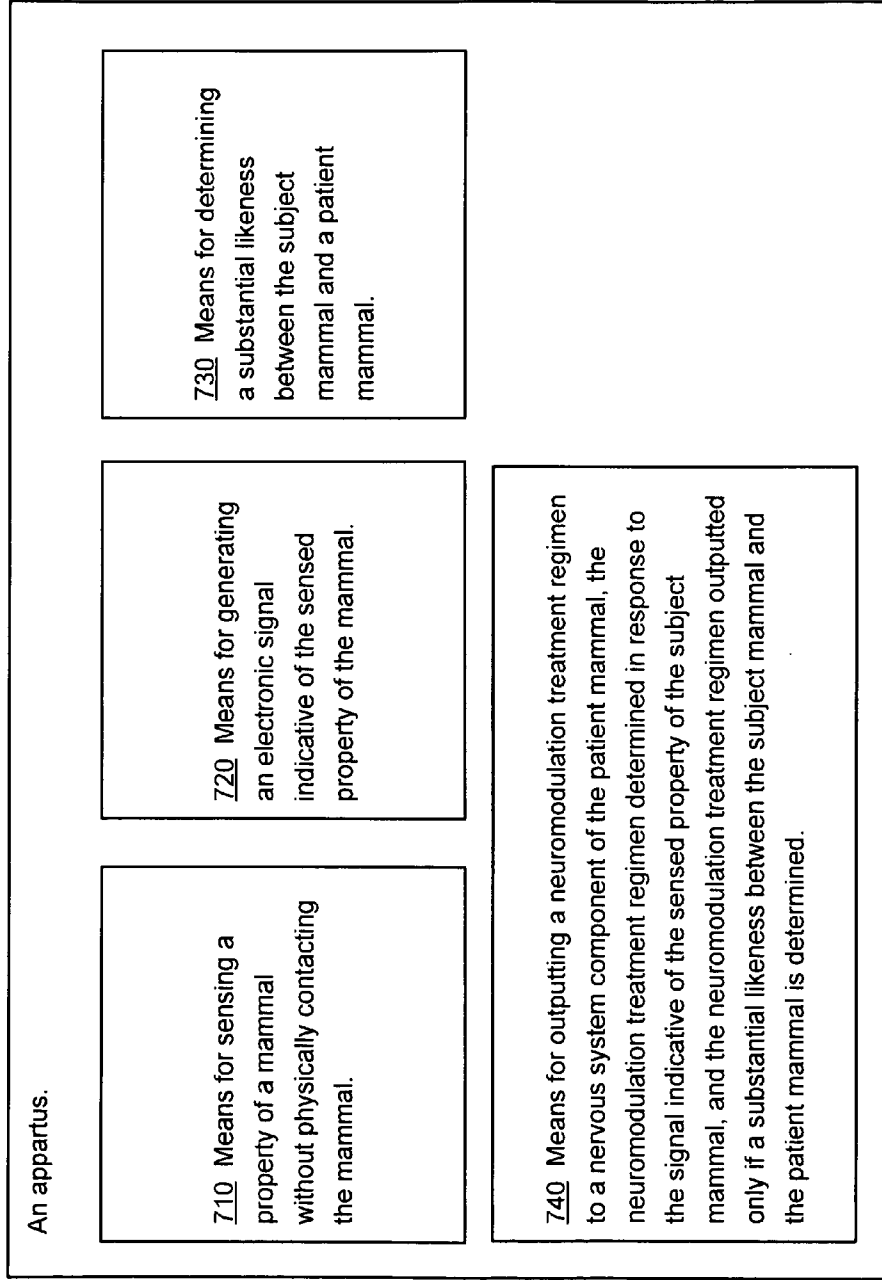 An appartus.
710 Means for sensing a
property of a mammal
without physically contacting
the mammal.
720 Means for generating
an electronic signal
indicative of the sensed
property of the mammal.
730 Means for determining
a substantial likeness
between the subject
mammal and a patient
mammal.
740 Means for outputting a neuromodulation treatment regimen
to a nervous system component of the patient mammal, the
neuromodulation treatment regimen determined in response to
the signal indicative of the sensed property of the subject
mammal, and the neuromodulation treatment regimen outputted
only if a substantial likeness between the subject mammal and
the patient mammal is determined.